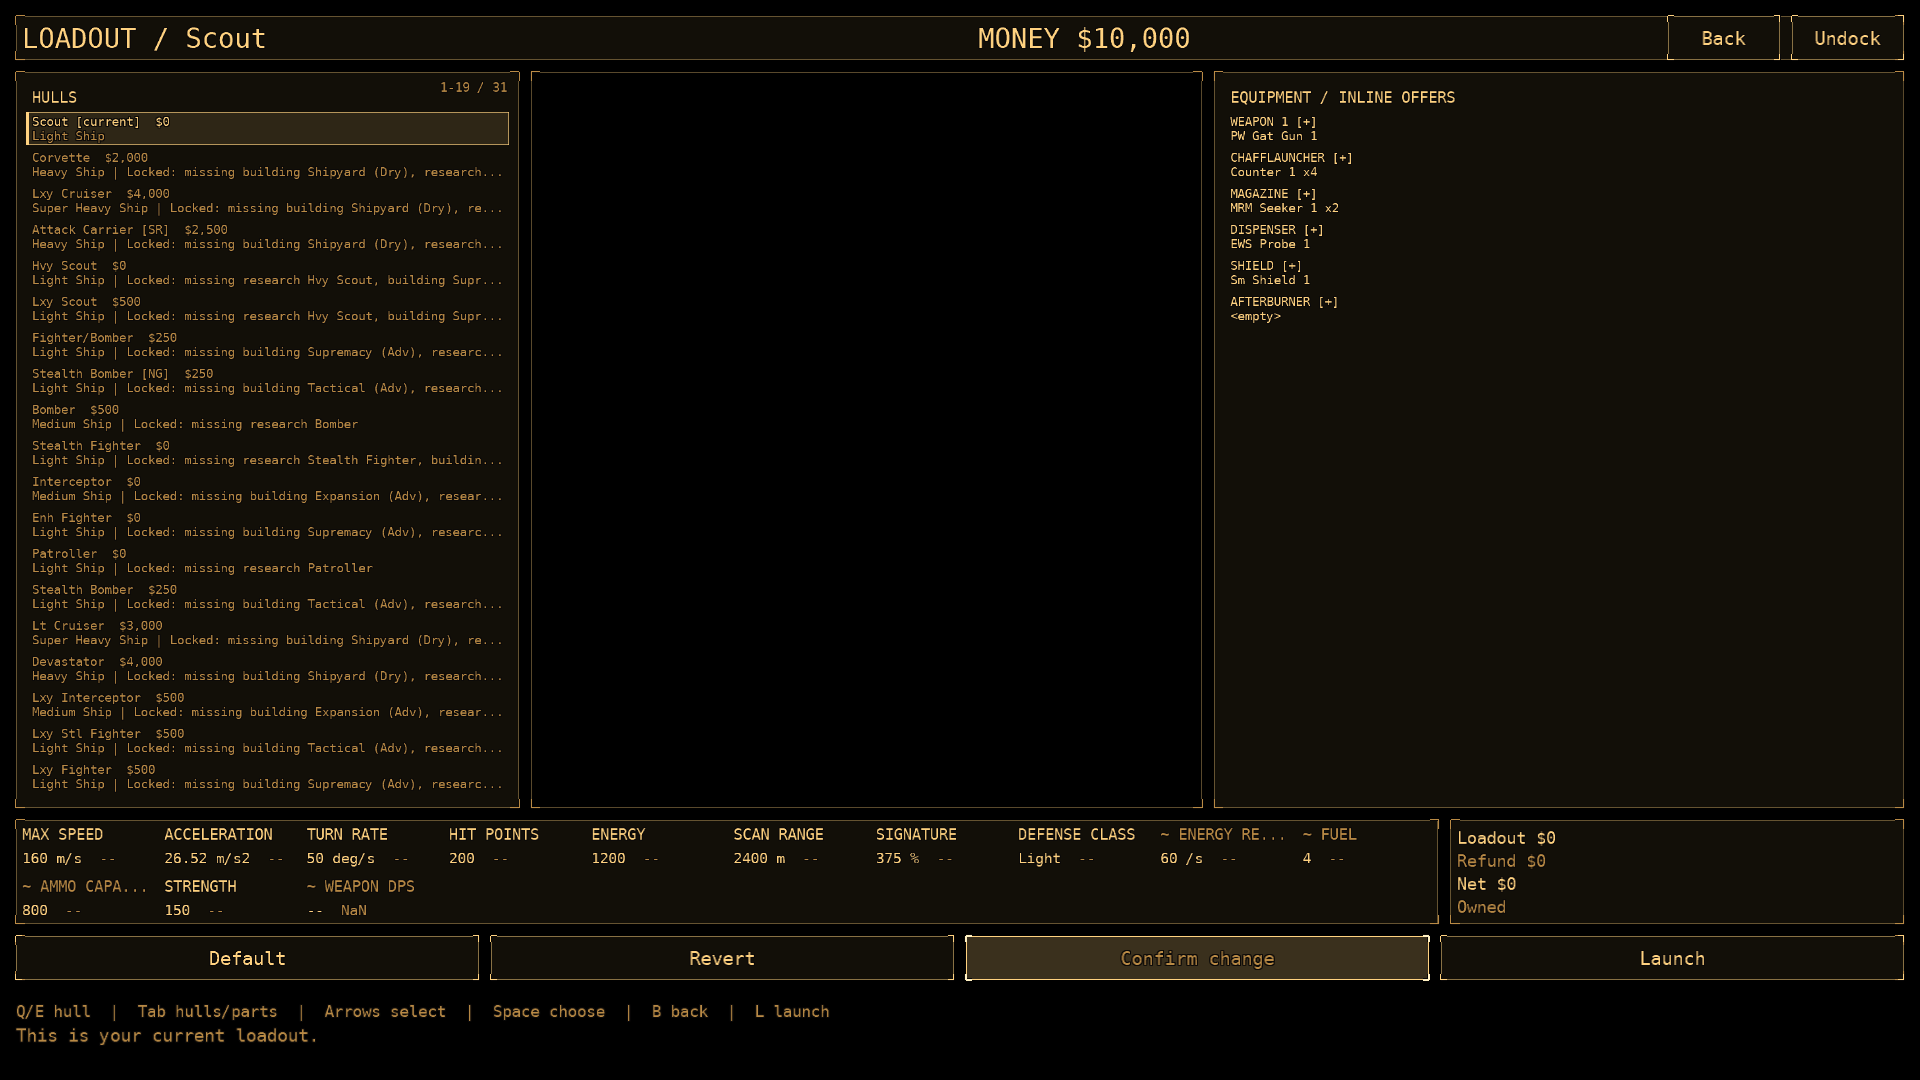 LOADOUT / Scout
MONEY $10,000
Back
Undock
HULLS
1-19 / 31
Scout [current]  $0
Light Ship
Corvette  $2,000
Heavy Ship | Locked: missing building Shipyard (Dry), research...
Lxy Cruiser  $4,000
Super Heavy Ship | Locked: missing building Shipyard (Dry), re...
Attack Carrier [SR]  $2,500
Heavy Ship | Locked: missing building Shipyard (Dry), research...
Hvy Scout  $0
Light Ship | Locked: missing research Hvy Scout, building Supr...
Lxy Scout  $500
Light Ship | Locked: missing research Hvy Scout, building Supr...
Fighter/Bomber  $250
Light Ship | Locked: missing building Supremacy (Adv), researc...
Stealth Bomber [NG]  $250
Light Ship | Locked: missing building Tactical (Adv), research...
Bomber  $500
Medium Ship | Locked: missing research Bomber
Stealth Fighter  $0
Light Ship | Locked: missing research Stealth Fighter, buildin...
Interceptor  $0
Medium Ship | Locked: missing building Expansion (Adv), resear...
Enh Fighter  $0
Light Ship | Locked: missing building Supremacy (Adv), researc...
Patroller  $0
Light Ship | Locked: missing research Patroller
Stealth Bomber  $250
Light Ship | Locked: missing building Tactical (Adv), research...
Lt Cruiser  $3,000
Super Heavy Ship | Locked: missing building Shipyard (Dry), re...
Devastator  $4,000
Heavy Ship | Locked: missing building Shipyard (Dry), research...
Lxy Interceptor  $500
Medium Ship | Locked: missing building Expansion (Adv), resear...
Lxy Stl Fighter  $500
Light Ship | Locked: missing building Tactical (Adv), research...
Lxy Fighter  $500
Light Ship | Locked: missing building Supremacy (Adv), researc...
EQUIPMENT / INLINE OFFERS
WEAPON 1 [+]
PW Gat Gun 1
CHAFFLAUNCHER [+]
Counter 1 x4
MAGAZINE [+]
MRM Seeker 1 x2
DISPENSER [+]
EWS Probe 1
SHIELD [+]
Sm Shield 1
AFTERBURNER [+]
<empty>
MAX SPEED  ACCELERATION  TURN RATE  HIT POINTS  ENERGY  SCAN RANGE  SIGNATURE  DEFENSE CLASS  ~ ENERGY RE...  ~ FUEL
160 m/s  --  26.52 m/s2  --  50 deg/s  --  200  --  1200  --  2400 m  --  375 %  --  Light  --  60 /s  --  4  --
~ AMMO CAPA...  STRENGTH  ~ WEAPON DPS
800  --  150  --  --  NaN
Loadout $0
Refund $0
Net $0
Owned
Default
Revert
Confirm change
Launch
Q/E hull  |  Tab hulls/parts  |  Arrows select  |  Space choose  |  B back  |  L launch
This is your current loadout.